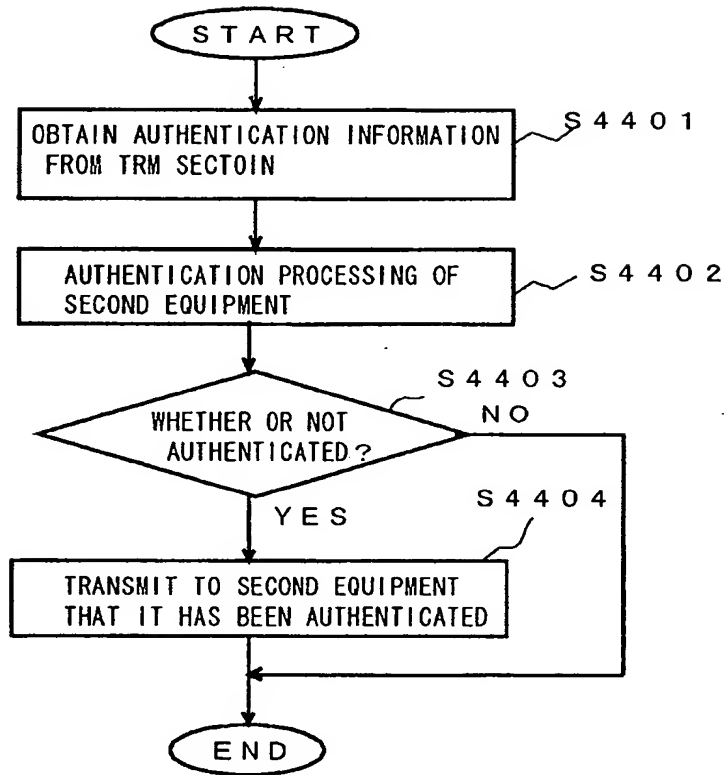 START
OBTAIN AUTHENTICATION INFORMATION
FROM TRM SECTOIN
S4401
AUTHENTICATION PROCESSING OF
SECOND EQUIPMENT
S4402
S4403
WHETHER OR NOT
AUTHENTICATED?
NO
YES
S4404
TRANSMIT TO SECOND EQUIPMENT
THAT IT HAS BEEN AUTHENTICATED
END